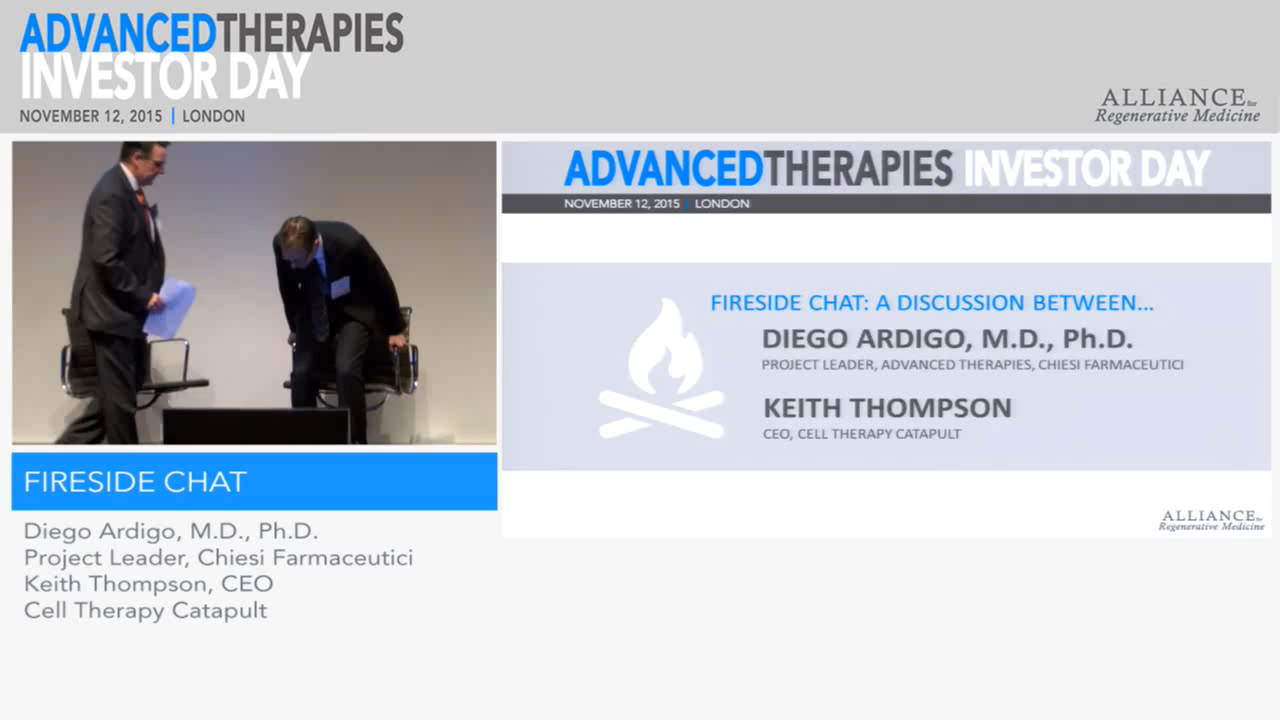 ADVANCEDTHERAPIES
INVESTOR DAY
NOVEMBER 12, 2015 | LONDON
ALLIANCE for
Regenerative Medicine
ADVANCEDTHERAPIES INVESTOR DAY
NOVEMBER 12, 2015 | LONDON
FIRESIDE CHAT: A DISCUSSION BETWEEN...
DIEGO ARDIGO, M.D., Ph.D.
PROJECT LEADER, ADVANCED THERAPIES, CHIESI FARMACEUTICI
KEITH THOMPSON
CEO, CELL THERAPY CATAPULT
ALLIANCE for
Regenerative Medicine
FIRESIDE CHAT
Diego Ardigo, M.D., Ph.D.
Project Leader, Chiesi Farmaceutici
Keith Thompson, CEO
Cell Therapy Catapult